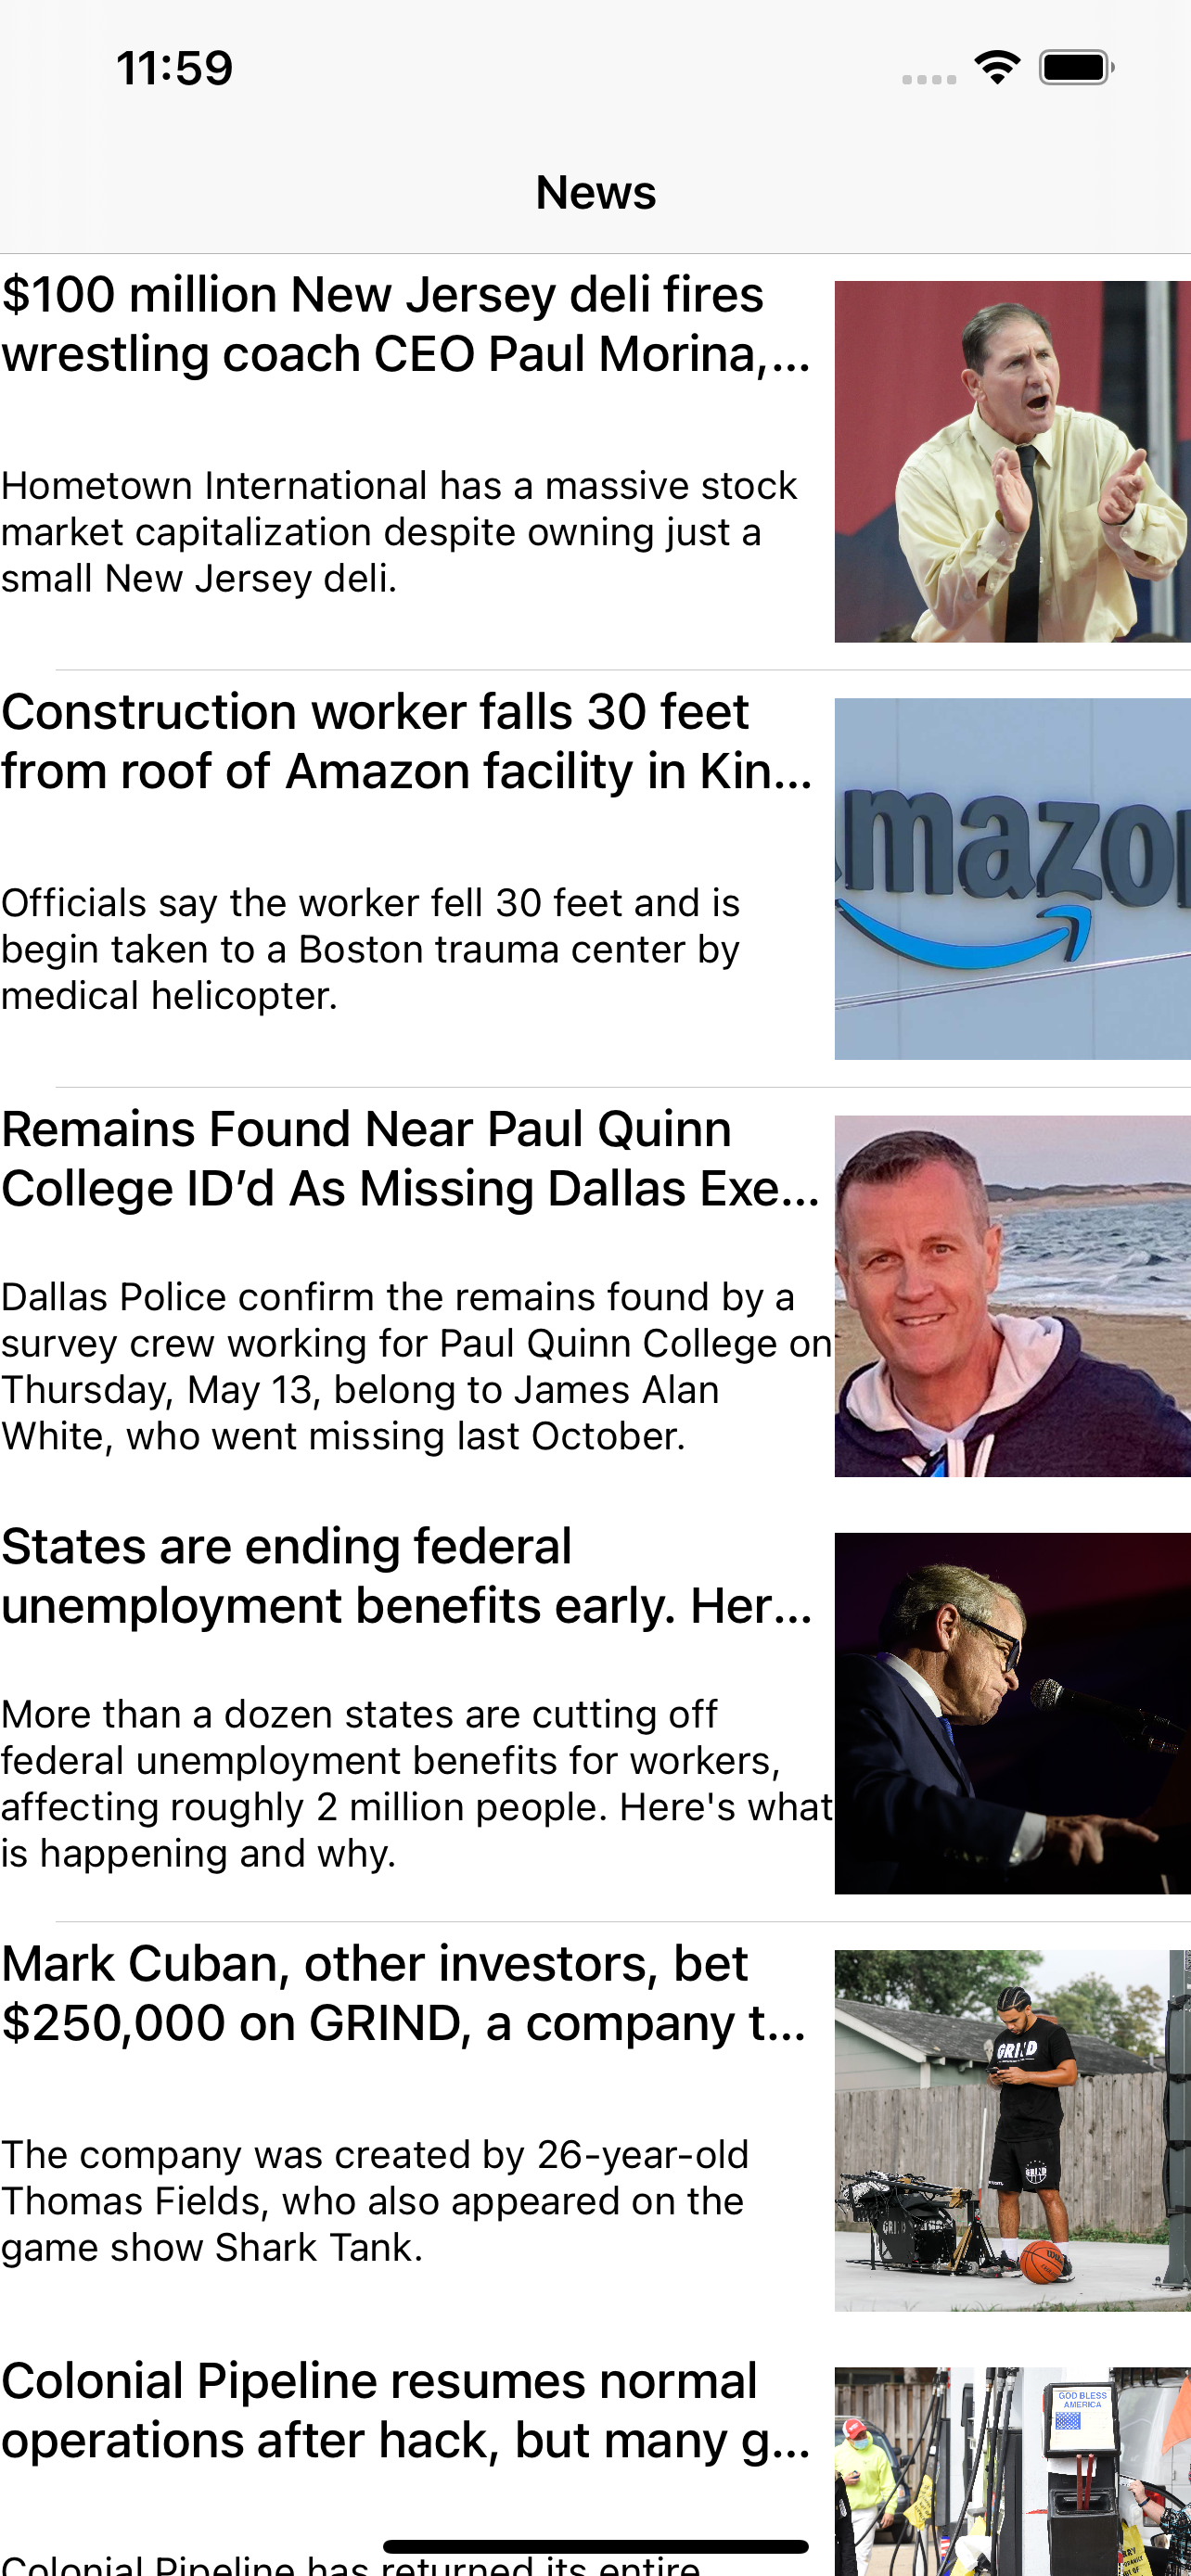 11:59
News
$100 million New Jersey deli fires
wrestling coach CEO Paul Morina,...
Hometown International has a massive stock
market capitalization despite owning just a
small New Jersey deli.
Construction worker falls 30 feet
from roof of Amazon facility in Kin...
mazo
Officials say the worker fell 30 feet and is
begin taken to a Boston trauma center by
medical helicopter.
Remains Found Near Paul Quinn
College ID’d As Missing Dallas Exe...
Dallas Police confirm the remains found by a
survey crew working for Paul Quinn College on
Thursday, May 13, belong to James Alan
White, who went missing last October.
States are ending federal
unemployment benefits early. Her...
More than a dozen states are cutting off
federal unemployment benefits for workers,
affecting roughly 2 million people. Here's what
is happening and why.
Mark Cuban, other investors, bet
$250,000 on GRIND, a company t...
GRIND
The company was created by 26-year-old
Thomas Fields, who also appeared on the
game show Shark Tank.
GRIND
GRIND
Colonial Pipeline resumes normal
operations after hack, but many g...
GOD BLESS
AMERICA
Colonial Pipeline has returned its entire